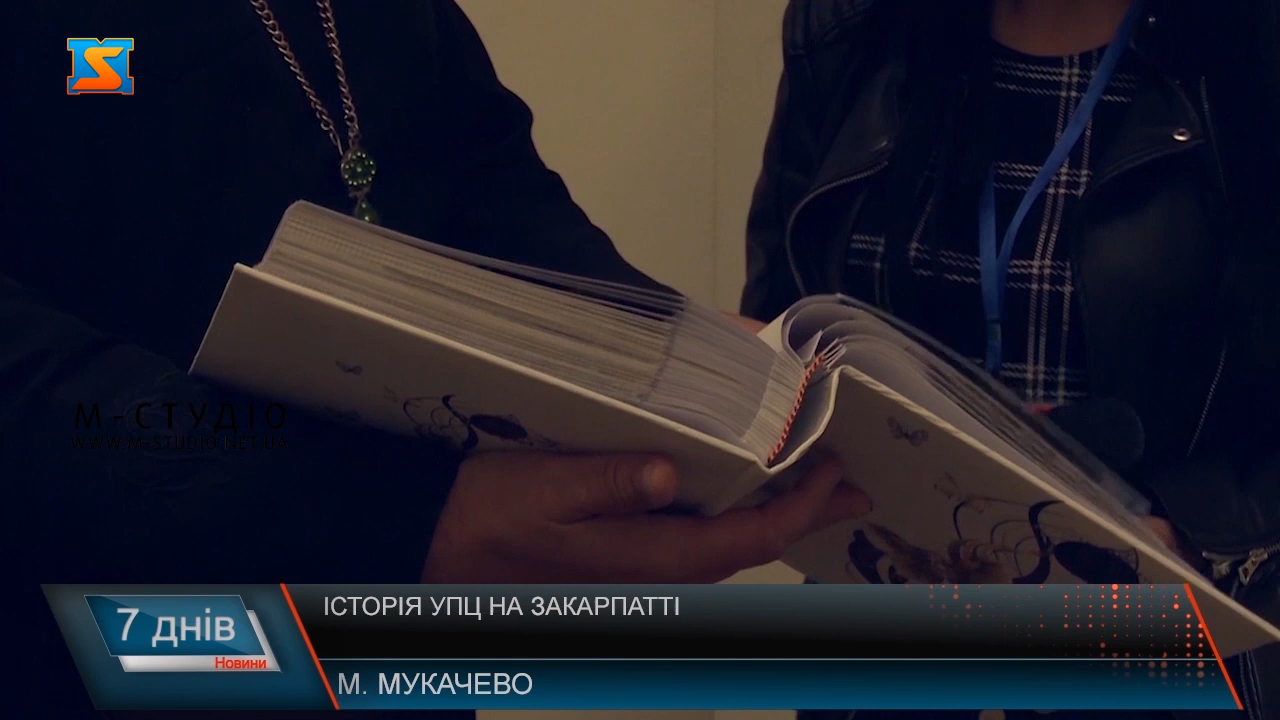 М-СТУДІО
WWW.M-STUDIO.NET.UA
ІСТОРІЯ УПЦ НА ЗАКАРПАТТІ
7 днів
Новини
М. МУКАЧЕВО